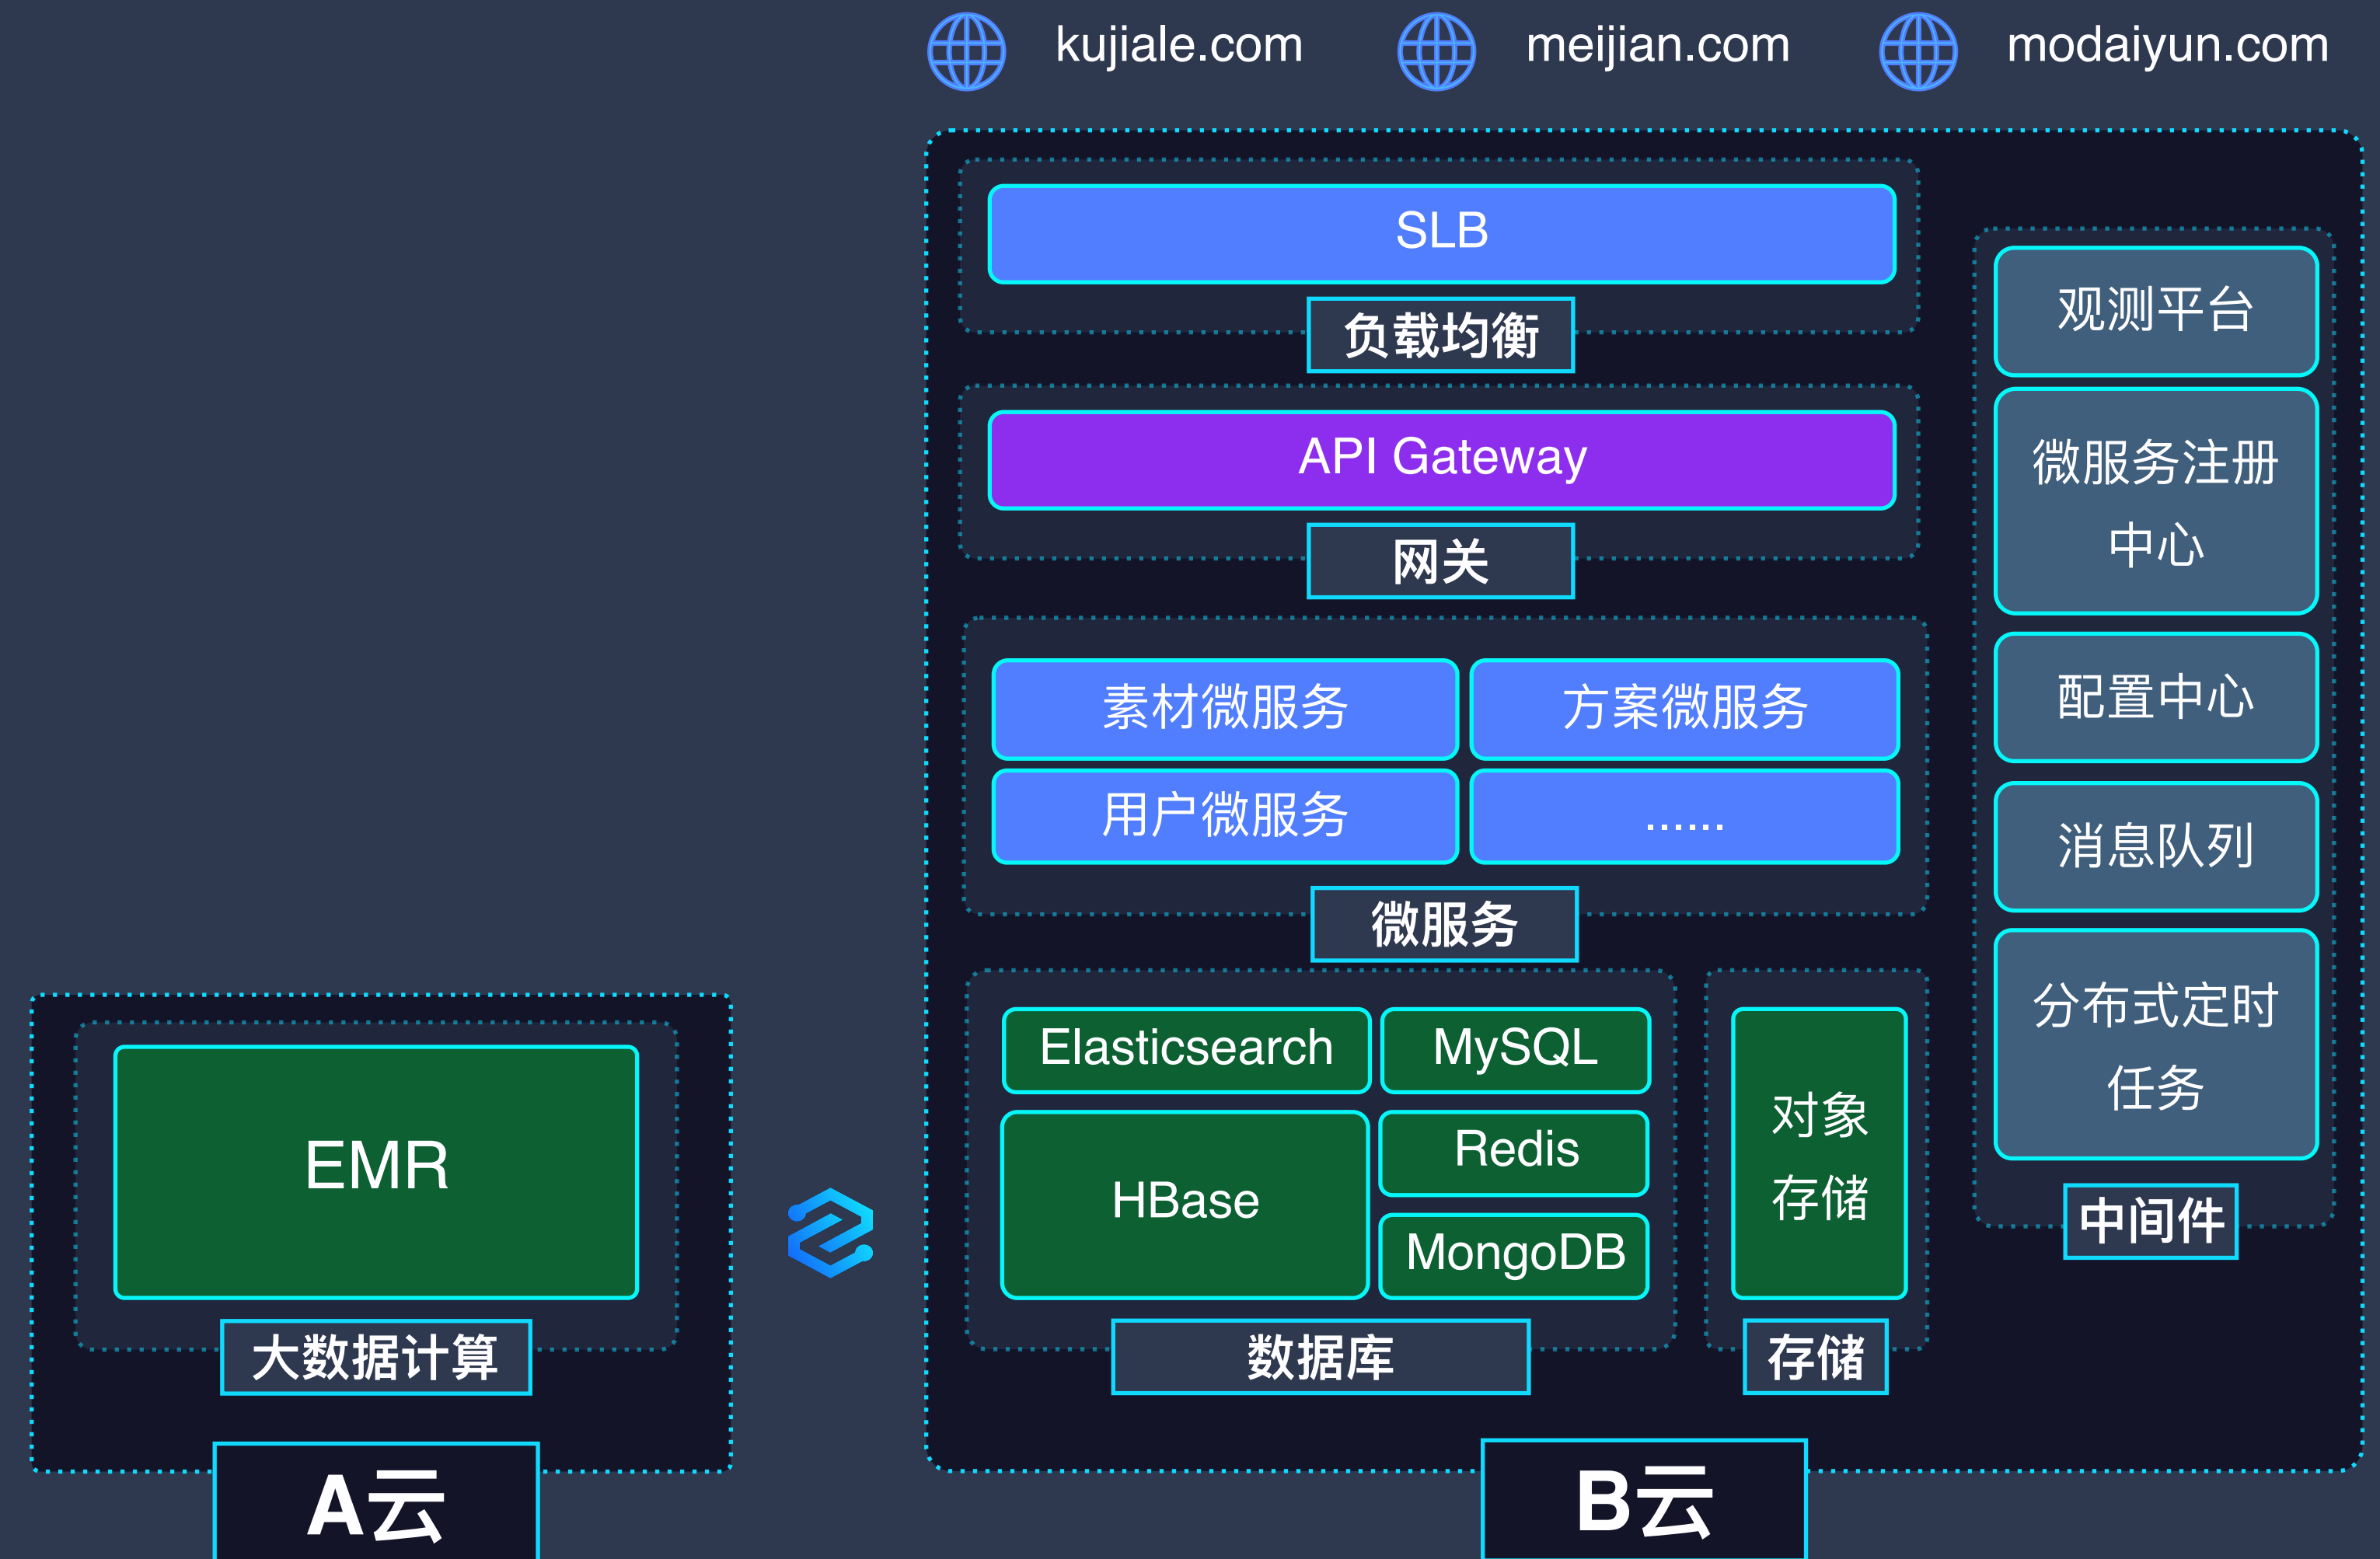 kujiale.com
meijian.com
modaiyun.com
SLB
负载均衡
API Gateway
网关
素材微服务
方案微服务
用户微服务
......
微服务
Elasticsearch
MySQL
HBase
Redis
MongoDB
数据库
对象
存储
存储
观测平台
微服务注册
中心
配置中心
消息队列
分布式定时
任务
中间件
B云
EMR
大数据计算
A云